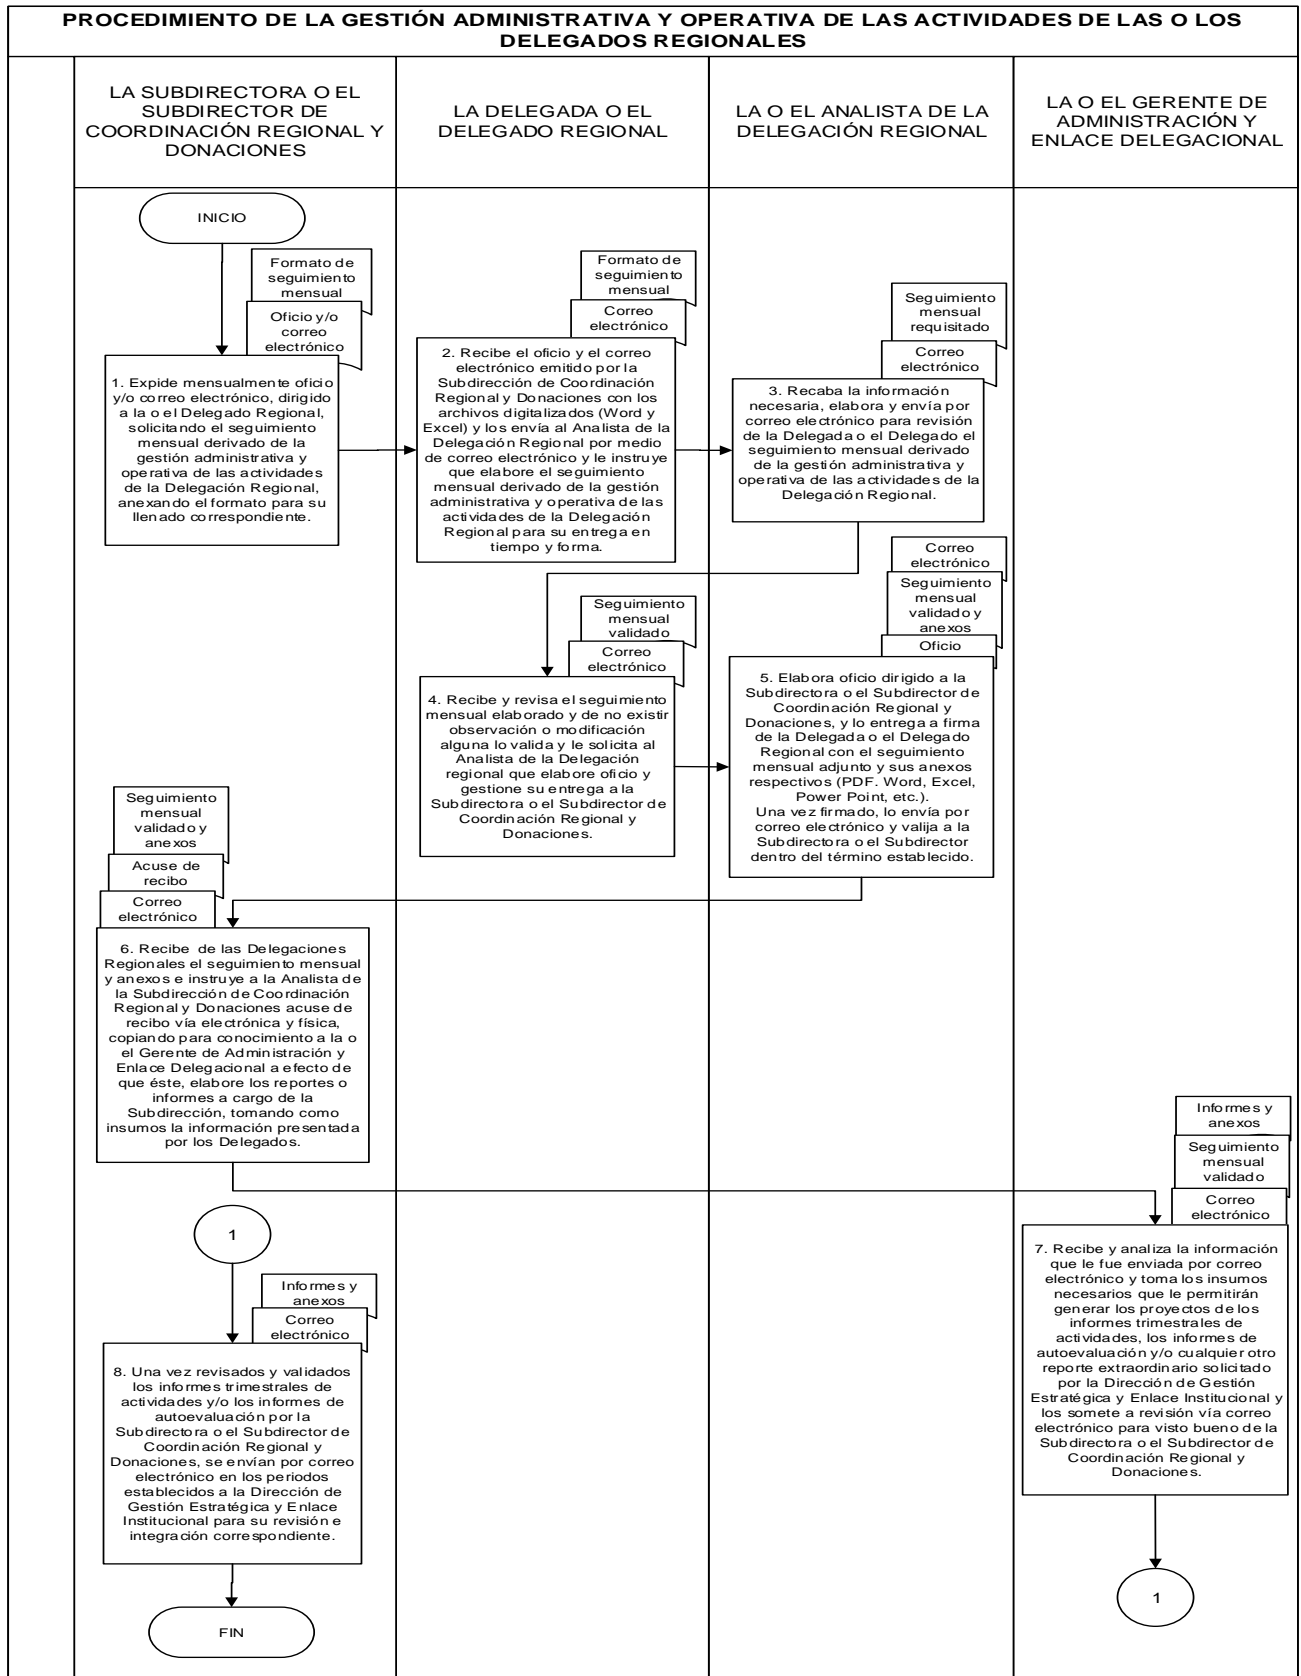 PROCEDIMIENTO DE LA GESTIÓN ADMINISTRATIVA Y OPERATIVA DE LAS ACTIVIDADES DE LAS O LOS
DELEGADOS REGIONALES
LA SUBDIRECTORA O EL
SUBDIRECTOR DE
COORDINACIÓN REGIONAL Y
DONACIONES
LA DELEGADA O EL
DELEGADO REGIONAL
LA O EL ANALISTA DE LA
DELEGACIÓN REGIONAL
LA O EL GERENTE DE
ADMINISTRACIÓN Y
ENLACE DELEGACIONAL
INICIO
Formato de
seguimiento
mensual
Oficio y/o
correo
electrónico
1. Expide mensualmente oficio
y/o correo electrónico, dirigido
a la o el Delegado Regional,
solicitando el seguimiento
mensual derivado de la
gestión administrativa y
operativa de las actividades
de la Delegación Regional,
anexando el formato para su
llenado correspondiente.
Formato de
seguimiento
mensual
Correo
electrónico
2. Recibe el oficio y el correo
electrónico emitido por la
Subdirección de Coordinación
Regional y Donaciones con los
archivos digitalizados (Word y
Excel) y los envía al Analista de la
Delegación Regional por medio
de correo electrónico y le instruye
que elabore el seguimiento
mensual derivado de la gestión
administrativa y operativa de las
actividades de la Delegación
Regional para su entrega en
tiempo y forma.
Seguimiento
mensual
requisitado
Correo
electrónico
3. Recaba la información
necesaria, elabora y envía por
correo electrónico para revisión
de la Delegada o el Delegado el
seguimiento mensual derivado
de la gestión administrativa y
operativa de las actividades de la
Delegación Regional.
Seguimiento
mensual
validado
Correo
electrónico
4. Recibe y revisa el seguimiento
mensual elaborado y de no existir
observación o modificación
alguna lo valida y le solicita al
Analista de la Delegación
regional que elabore oficio y
gestione su entrega a la
Subdirectora o el Subdirector de
Coordinación Regional y
Donaciones.
Correo
electrónico
Seguimiento
mensual
validado y
anexos
Oficio
5. Elabora oficio dirigido a la
Subdirectora o el Subdirector de
Coordinación Regional y
Donaciones, y lo entrega a firma
de la Delegada o el Delegado
Regional con el seguimiento
mensual adjunto y sus anexos
respectivos (PDF. Word, Excel,
Power Point, etc.).
Una vez firmado, lo envía por
correo electrónico y valija a la
Subdirectora o el Subdirector
dentro del término establecido.
Seguimiento
mensual
validado y
anexos
Acuse de
recibo
Correo
electrónico
6. Recibe de las Delegaciones
Regionales el seguimiento mensual
y anexos e instruye a la Analista de
la Subdirección de Coordinación
Regional y Donaciones acuse de
recibo vía electrónica y física,
copiando para conocimiento a la o
el Gerente de Administración y
Enlace Delegacional a efecto de
que éste, elabore los reportes o
informes a cargo de la
Subdirección, tomando como
insumos la información presentada
por los Delegados.
Informes y
anexos
Seguimiento
mensual
validado
Correo
electrónico
7. Recibe y analiza la información
que le fue enviada por correo
electrónico y toma los insumos
necesarios que le permitirán
generar los proyectos de los
informes trimestrales de
actividades, los informes de
autoevaluación y/o cualquier otro
reporte extraordinario solicitado
por la Dirección de Gestión
Estratégica y Enlace Institucional y
los somete a revisión vía correo
electrónico para visto bueno de la
Subdirectora o el Subdirector de
Coordinación Regional y
Donaciones.
1
1
Informes y
anexos
Correo
electrónico
8. Una vez revisados y validados
los informes trimestrales de
actividades y/o los informes de
autoevaluación por la
Subdirectora o el Subdirector de
Coordinación Regional y
Donaciones, se envían por correo
electrónico en los periodos
establecidos a la Dirección de
Gestión Estratégica y Enlace
Institucional para su revisión e
integración correspondiente.
FIN